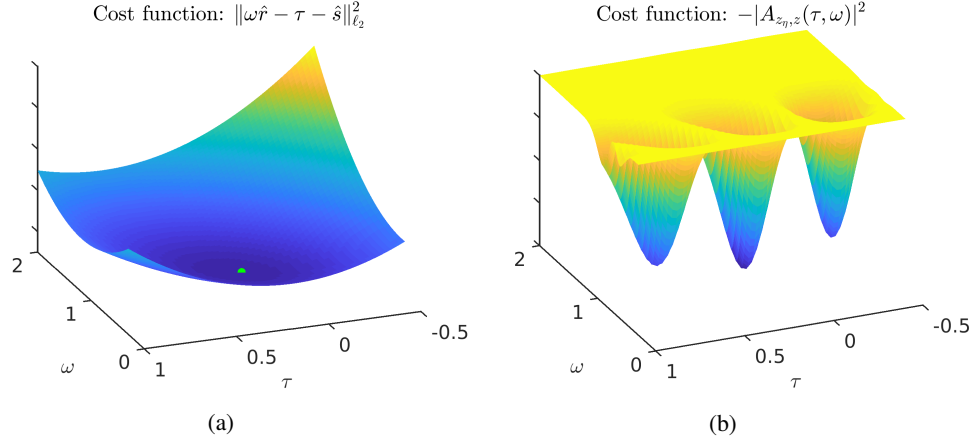 Cost function: $\|\omega\hat{r} - \tau - \hat{s}\|_{\ell_2}^2$
2
1
0
ω
1
0.5
0
-0.5
τ
(a)
Cost function: $-|A_{z_\eta,z}(\tau,\omega)|^2$
2
1
0
ω
1
0.5
0
-0.5
τ
(b)